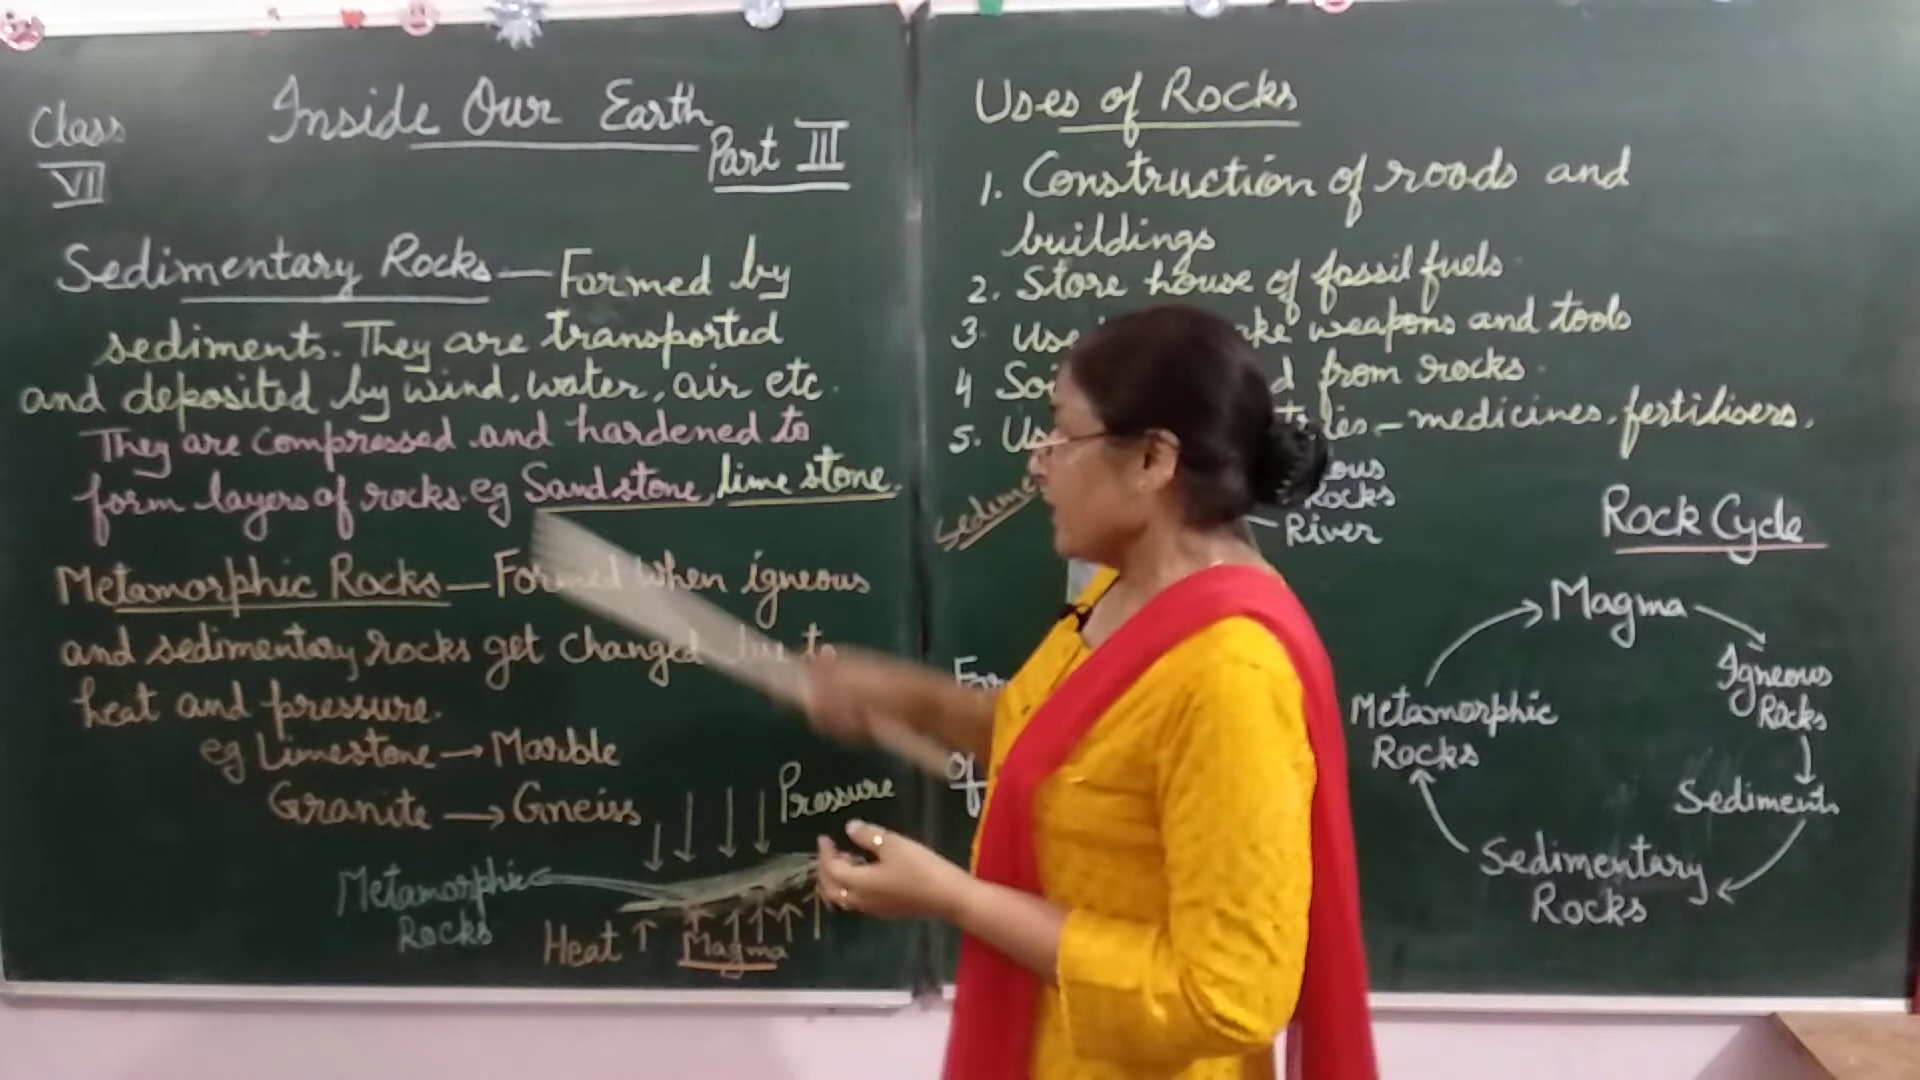 Class
VII
Inside Our Earth
Part III
Sedimentary Rocks — Formed by
sediments. They are transported
and deposited by wind, water, air etc.
They are compressed and hardened to
form layers of rocks. eg Sandstone, lime stone.
Metamorphic Rocks — Formed when igneous
and sedimentary rocks get changed due to
heat and pressure.
eg Limestone → Marble
Granite → Gneiss
Pressure
Metamorphic
Rocks
Heat ↑ Magma
Uses of Rocks
1. Construction of roads and
buildings
2. Store house of fossil fuels.
3. weapons and tools
4 from rocks.
5. — medicines, fertilisers.
Rocks
River
Rock Cycle
Magma
Igneous
Rocks
Sediments
Sedimentary
Rocks
Metamorphic
Rocks